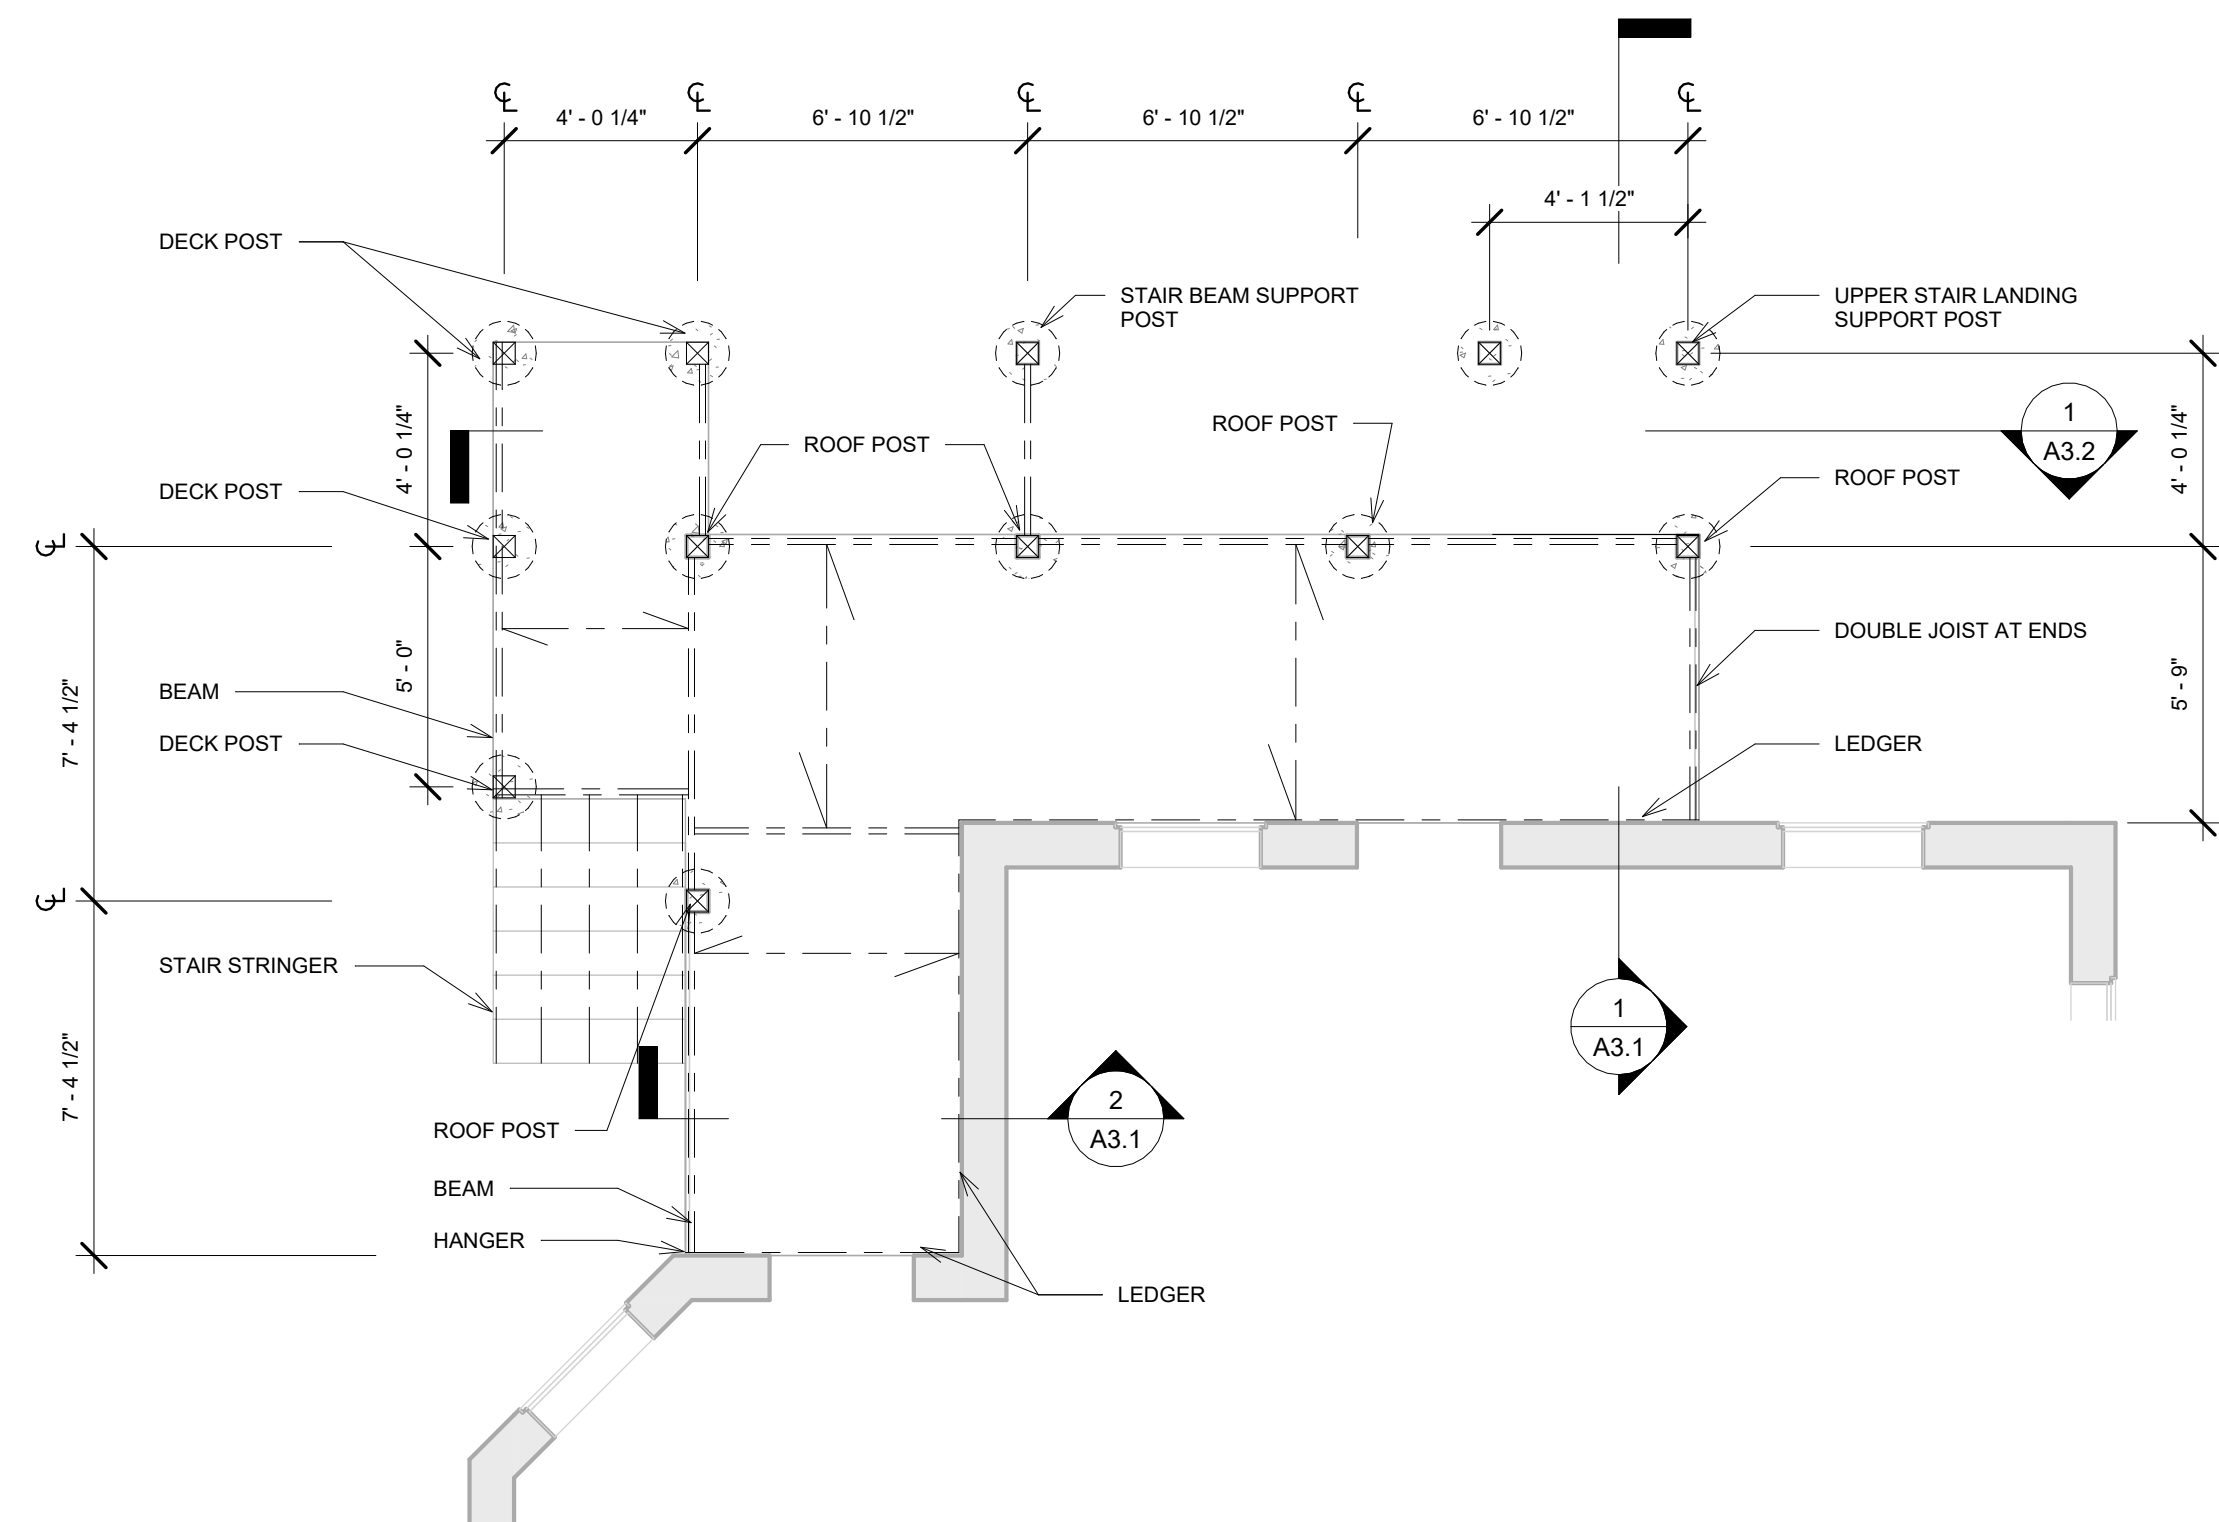 4' - 0 1/4"
6' - 10 1/2"
6' - 10 1/2"
6' - 10 1/2"
4' - 1 1/2"
DECK POST
STAIR BEAM SUPPORT
POST
UPPER STAIR LANDING
SUPPORT POST
4' - 0 1/4"
ROOF POST
ROOF POST
1
A3.2
4' - 0 1/4"
DECK POST
ROOF POST
5' - 0"
DOUBLE JOIST AT ENDS
7' - 4 1/2"
BEAM
5' - 9"
DECK POST
LEDGER
STAIR STRINGER
1
A3.1
7' - 4 1/2"
2
A3.1
ROOF POST
BEAM
HANGER
LEDGER